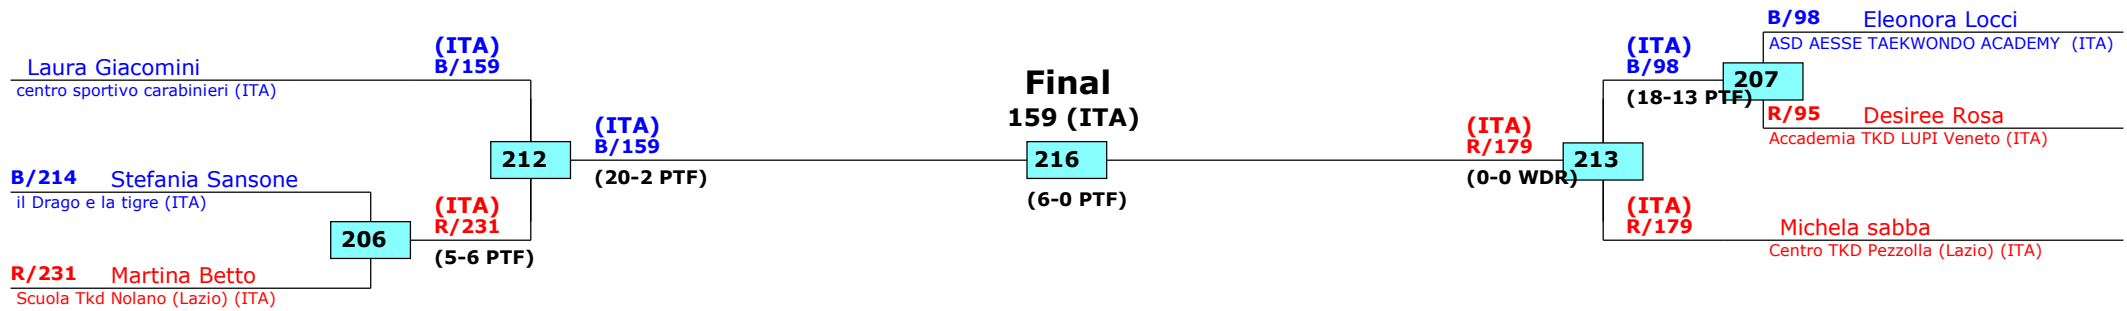 Laura Giacomini
centro sportivo carabinieri (ITA)
(ITA)
B/159
B/214 Stefania Sansone
il Drago e la tigre (ITA)
206
R/231 Martina Betto
Scuola Tkd Nolano (Lazio) (ITA)
(ITA)
R/231
(5-6 PTF)
212
(ITA)
B/159
(20-2 PTF)
Final
159 (ITA)
216
(6-0 PTF)
(ITA)
R/179
(0-0 WDR)
213
(ITA)
B/98
(18-13 PTF)
207
B/98 Eleonora Locci
ASD AESSE TAEKWONDO ACADEMY (ITA)
R/95 Desiree Rosa
Accademia TKD LUPI Veneto (ITA)
(ITA)
R/179
Michela sabba
Centro TKD Pezzolla (Lazio) (ITA)